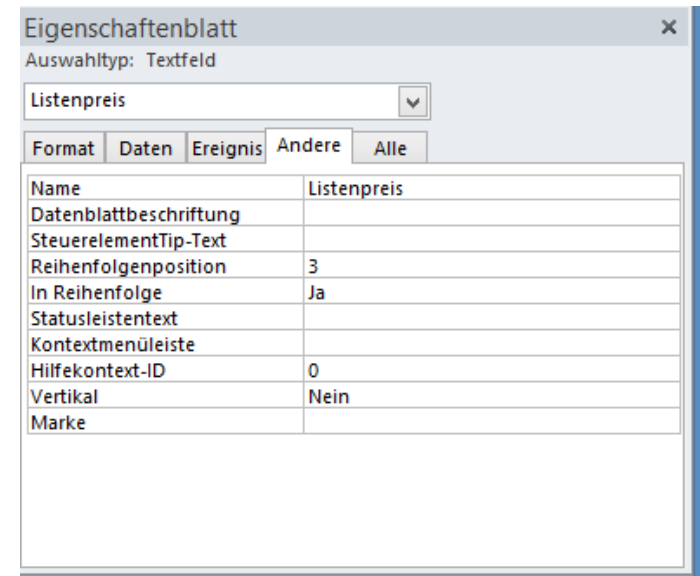 Eigenschaftenblatt
Auswahltyp: Textfeld
Listenpreis
Format Daten Ereignis Andere Alle
Name Listenpreis
Datenblattbeschriftung
SteuerelementTip-Text
Reihenfolgenposition 3
In Reihenfolge Ja
Statusleistentext
Kontextmenüleiste
Hilfekontext-ID 0
Vertikal Nein
Marke